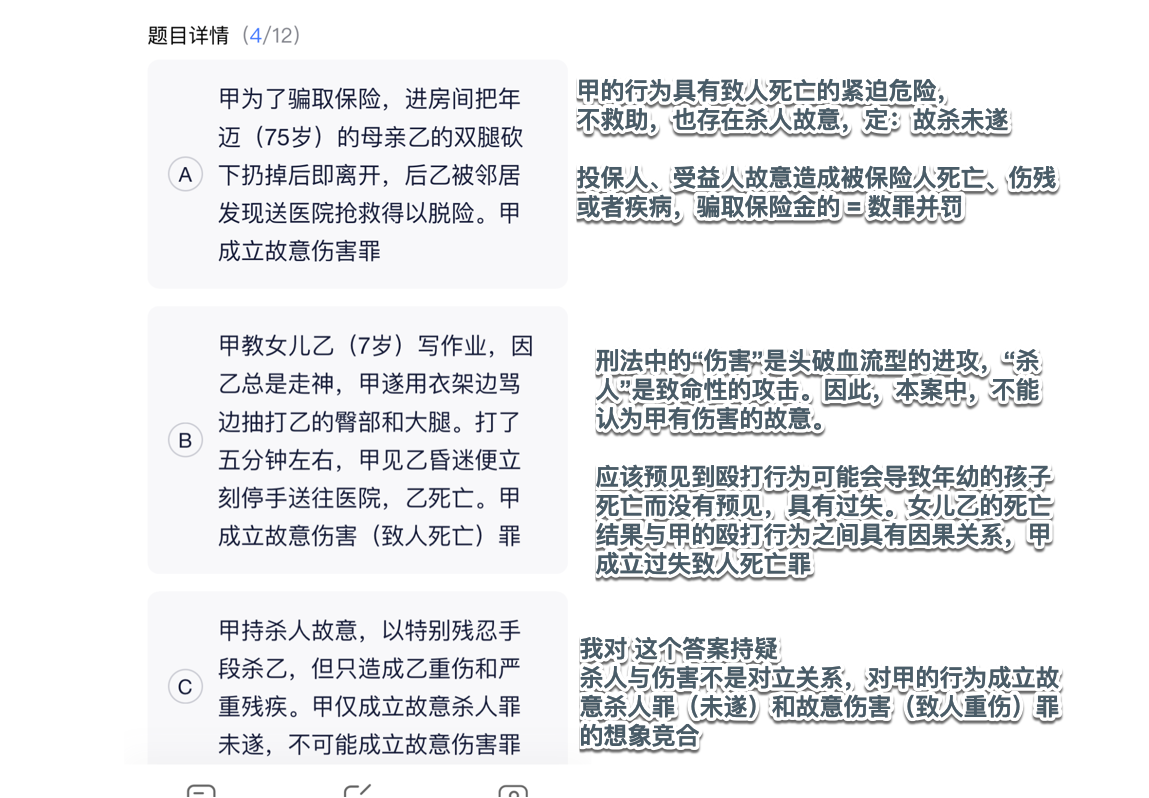 题目详情（4/12）
甲为了骗取保险，进房间把年
迈（75岁）的母亲乙的双腿砍
A
下扔掉后即离开，后乙被邻居
发现送医院抢救得以脱险。甲
成立故意伤害罪
甲的行为具有致人死亡的紧迫危险，
不救助，也存在杀人故意，定：故杀未遂
投保人、受益人故意造成被保险人死亡、伤残
或者疾病，骗取保险金的 = 数罪并罚
甲教女儿乙（7岁）写作业，因
乙总是走神，甲遂用衣架边骂
边抽打乙的臀部和大腿。打了
B
五分钟左右，甲见乙昏迷便立
刻停手送往医院，乙死亡。甲
成立故意伤害（致人死亡）罪
刑法中的“伤害”是头破血流型的进攻，“杀
人”是致命性的攻击。因此，本案中，不能
认为甲有伤害的故意。
应该预见到殴打行为可能会导致年幼的孩子
死亡而没有预见，具有过失。女儿乙的死亡
结果与甲的殴打行为之间具有因果关系，甲
成立过失致人死亡罪
甲持杀人故意，以特别残忍手
段杀乙，但只造成乙重伤和严
C
重残疾。甲仅成立故意杀人罪
未遂，不可能成立故意伤害罪
我对 这个答案持疑
杀人与伤害不是对立关系，对甲的行为成立故
意杀人罪（未遂）和故意伤害（致人重伤）罪
的想象竞合